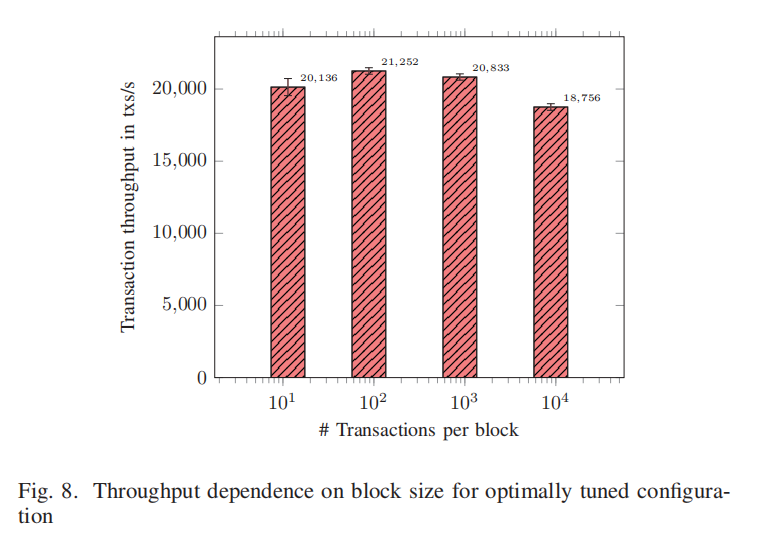 21,252
20,136
20,833
18,756
20,000
15,000
10,000
5,000
0
Transaction throughput in txs/s
10¹ 10² 10³ 10⁴
# Transactions per block
Fig. 8. Throughput dependence on block size for optimally tuned configura-
tion